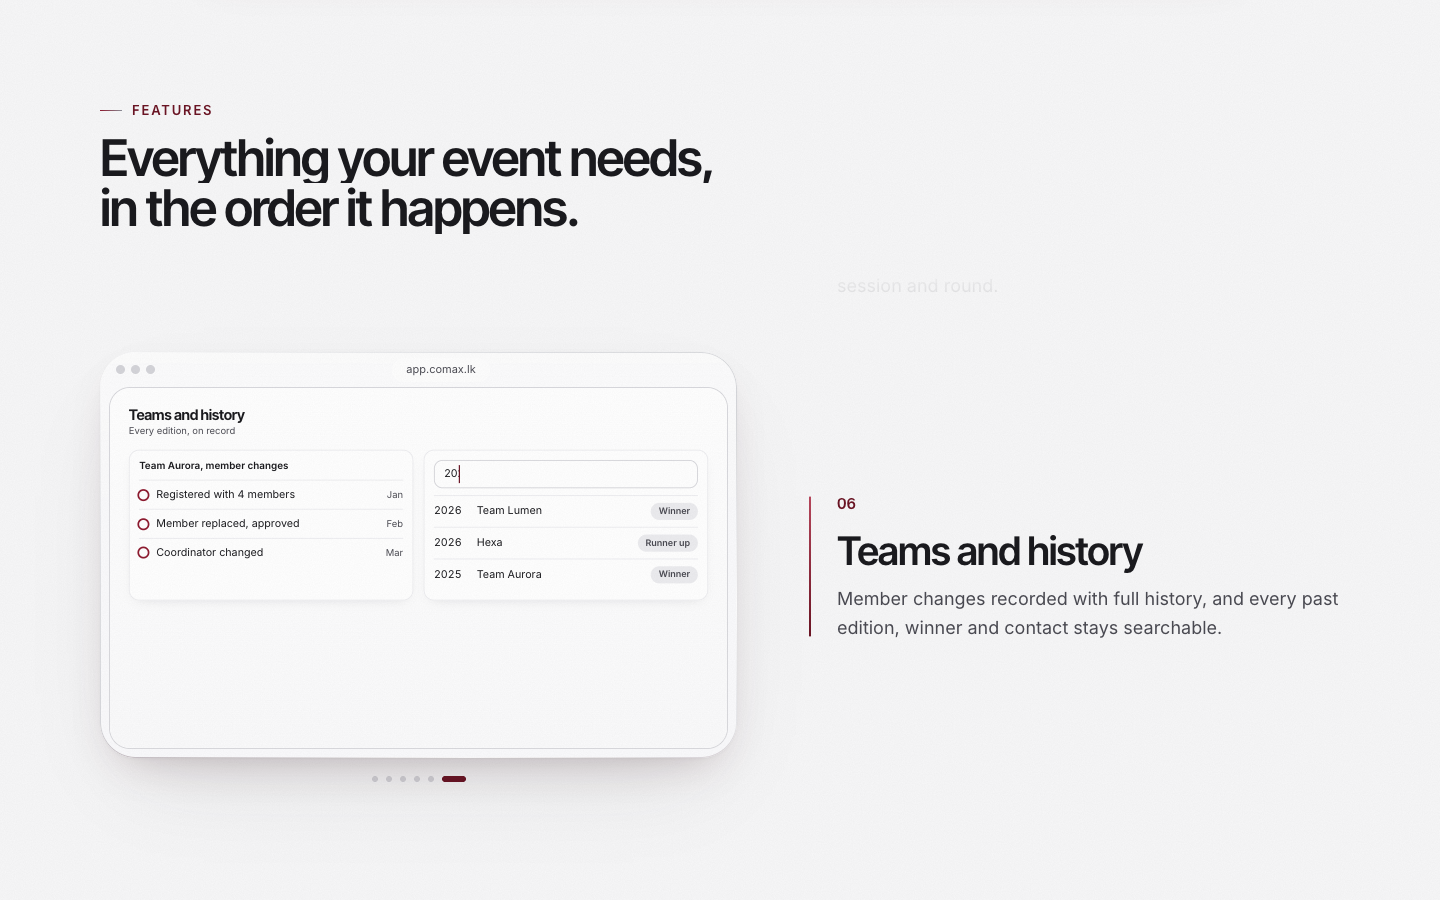 FEATURES
Everything your event needs,
in the order it happens.
session and round.
app.comax.lk
Teams and history
Every edition, on record
Team Aurora, member changes
Registered with 4 members Jan
Member replaced, approved Feb
Coordinator changed Mar
20
2026 Team Lumen Winner
2026 Hexa Runner up
2025 Team Aurora Winner
06
Teams and history
Member changes recorded with full history, and every past
edition, winner and contact stays searchable.